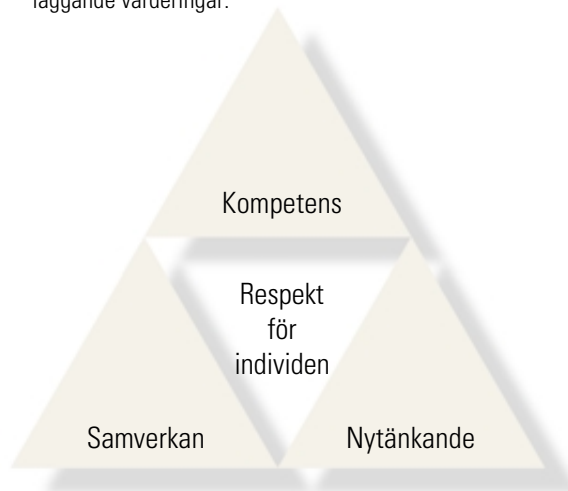 läggande värderingar.
Kompetens
Respekt
för
individen
Samverkan
Nytänkande